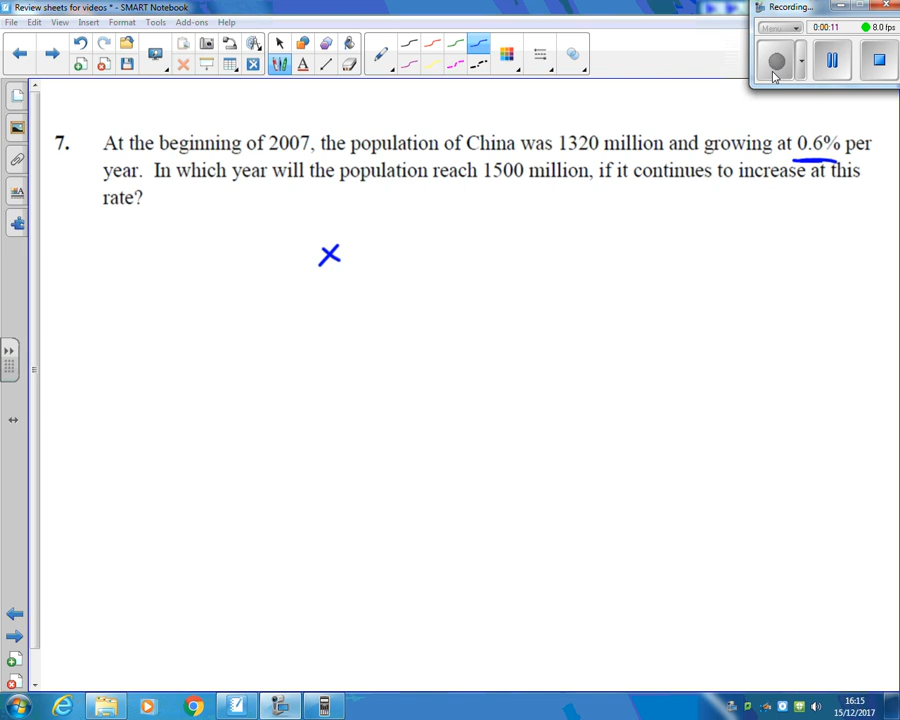 Review sheets for videos * - SMART Notebook
Recording...
File Edit View Insert Format Tools Add-ons Help
Menu
0:00:11
8.0 fps
A
7. At the beginning of 2007, the population of China was 1320 million and growing at 0.6% per
year. In which year will the population reach 1500 million, if it continues to increase at this
rate?
×
16:15
15/12/2017